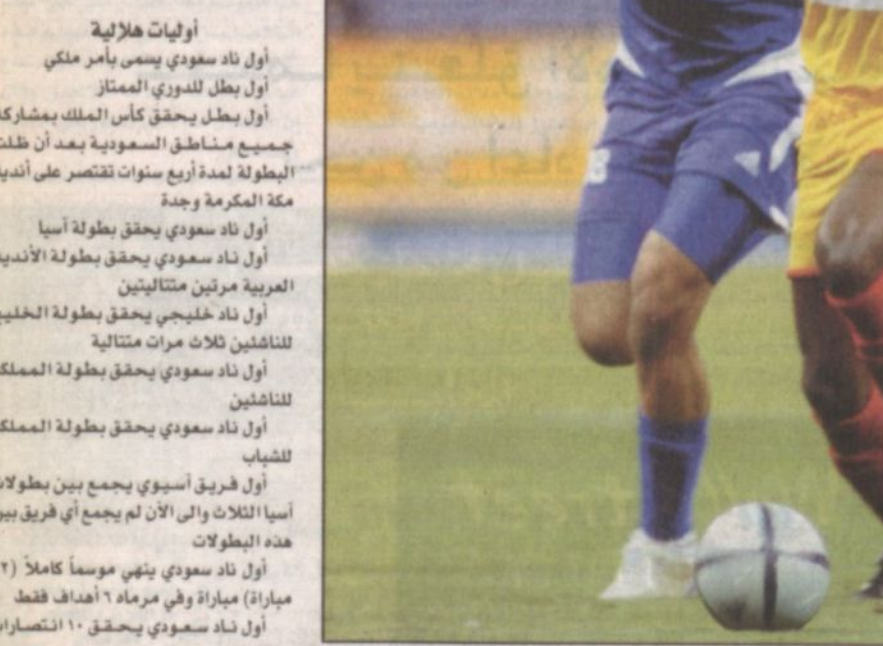 أوليات هلالية
أول ناد سعودي يسمى بأمر ملكي
أول بطل للدوري الممتاز
أول بطل يحقق كأس الملك بمشاركة
جميع مناطق السعودية بعد أن ظلت
البطولة لمدة أربع سنوات تقتصر على أندية
مكة المكرمة وجدة
أول ناد سعودي يحقق بطولة أسيا
أول ناد سعودي يحقق بطولة الأندية
العربية مرتين متتاليتين
أول ناد خليجي يحقق بطولة الخليج
للناشئين ثلاث مرات متتالية
أول ناد سعودي يحقق بطولة المملكة
للناشئين
أول ناد سعودي يحقق بطولة المملكة
للشباب
أول فريق أسيوي يجمع بين بطولات
أسيا الثلاث والى الأن لم يجمع أي فريق بين
هذه البطولات
أول ناد سعودي ينهي موسماً كاملاً
مباراة) مباراة وفي مرماه ٦ أهداف فقط
أول ناد سعودي يحقق ١٠ انتصارات